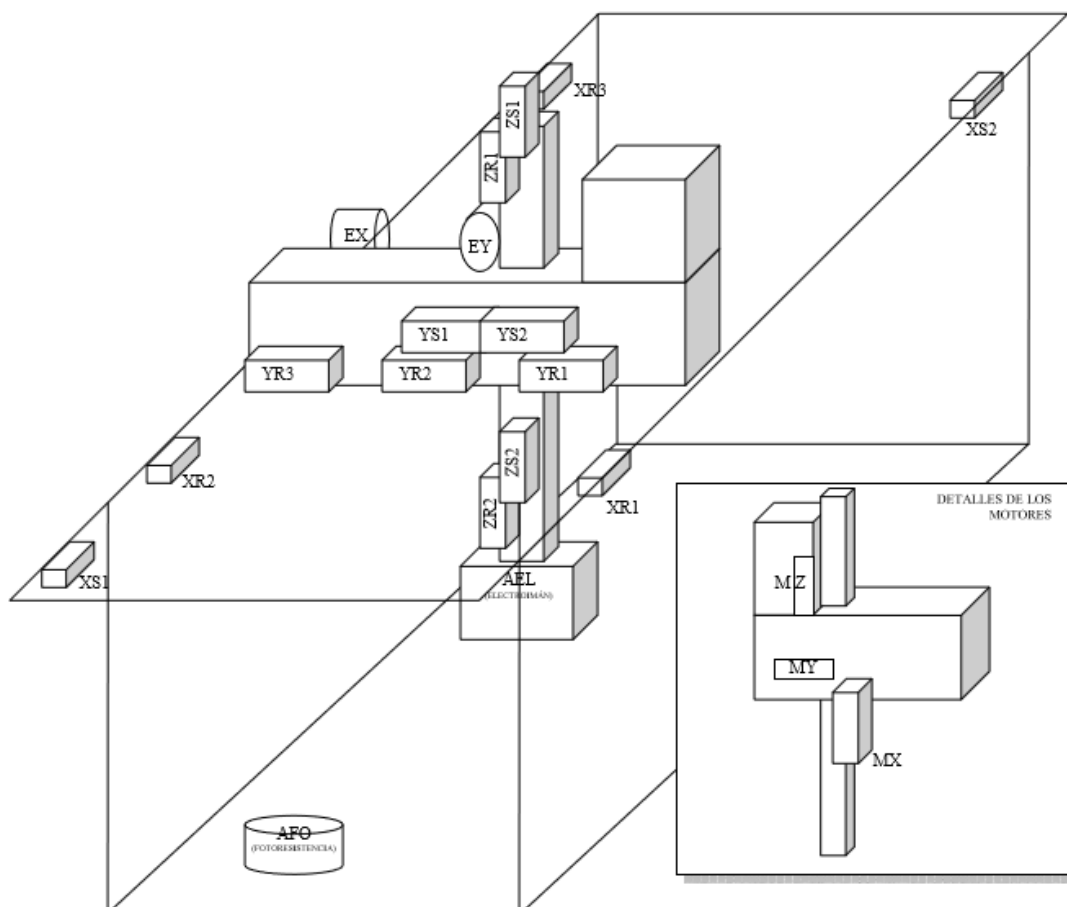 ZS1
XR3
XS2
ZR1
EX
EY
YS1
YS2
YR3
YR2
YR1
ZS2
XR2
ZR2
XR1
XS1
AEL
(ELECTROIMÁN)
DETALLES DE LOS
MOTORES
MZ
MY
MX
AFO
(FOTORESISTENCIA)